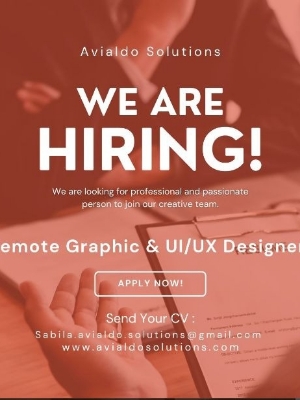 Avialdo Solutions
WE ARE
HIRING!
We are looking for professional and passionate
person to join our creative team.
emote Graphic & UI/UX Designer
APPLY NOW!
Send Your CV :
Sabila.avialdo.solutions@gmail.com
www.avialdosolutions.com